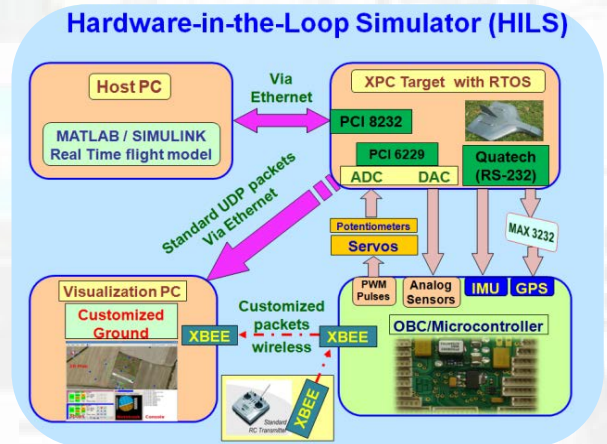 Hardware-in-the-Loop Simulator (HILS)
Host PC
MATLAB / SIMULINK
Real Time flight model
Via
Ethernet
XPC Target with RTOS
PCI 8232
PCI 6229
ADC DAC
Quatech
(RS-232)
Standard UDP packets
Via Ethernet
Potentiometers
Servos
MAX 3232
PWM
Pulses
Analog
Sensors
IMU
GPS
OBC/Microcontroller
Visualization PC
Customized
Ground
XBEE
Customized
packets
wireless
XBEE
XBEE
Standard
RC Transmitter